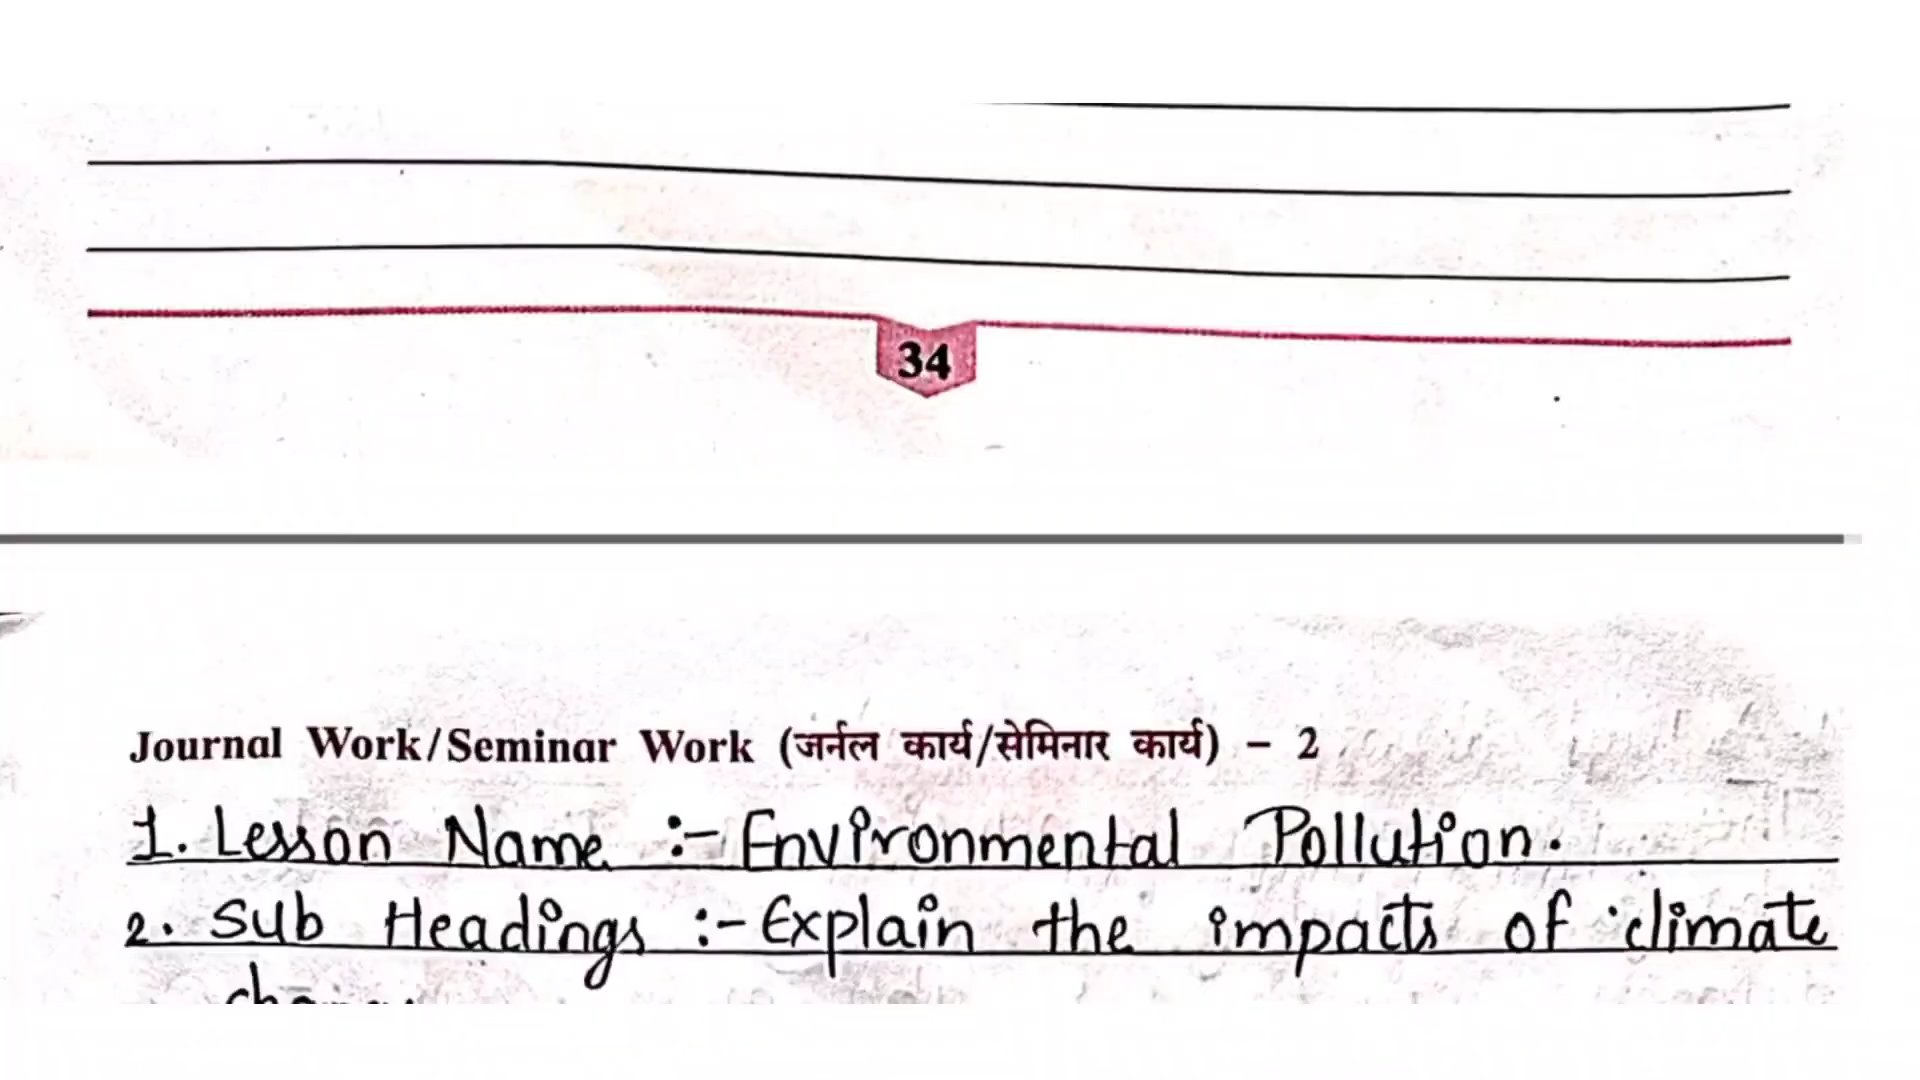 34
Journal Work/Seminar Work (जर्नल कार्य/सेमिनार कार्य) – 2
1. Lesson Name :- Environmental Pollution.
2. Sub Headings :- Explain the impacts of climate